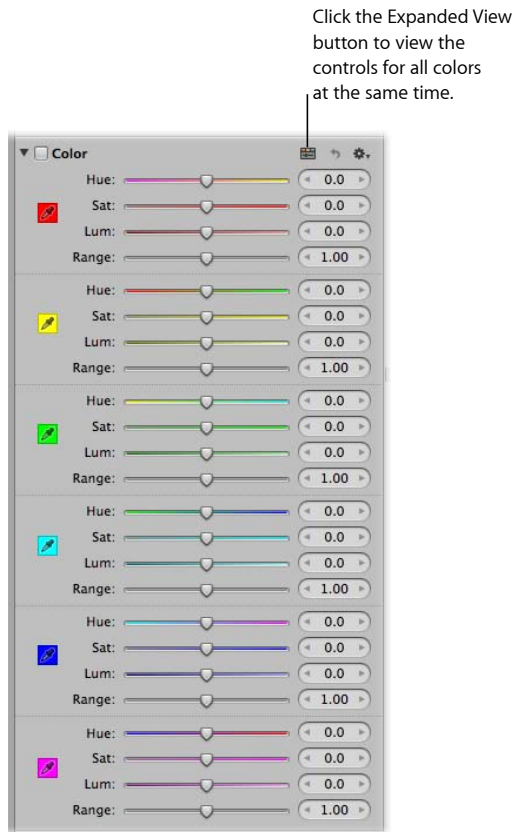 Click the Expanded View
button to view the
controls for all colors
at the same time.
Color
Hue: 0.0
Sat: 0.0
Lum: 0.0
Range: 1.00
Hue: 0.0
Sat: 0.0
Lum: 0.0
Range: 1.00
Hue: 0.0
Sat: 0.0
Lum: 0.0
Range: 1.00
Hue: 0.0
Sat: 0.0
Lum: 0.0
Range: 1.00
Hue: 0.0
Sat: 0.0
Lum: 0.0
Range: 1.00
Hue: 0.0
Sat: 0.0
Lum: 0.0
Range: 1.00